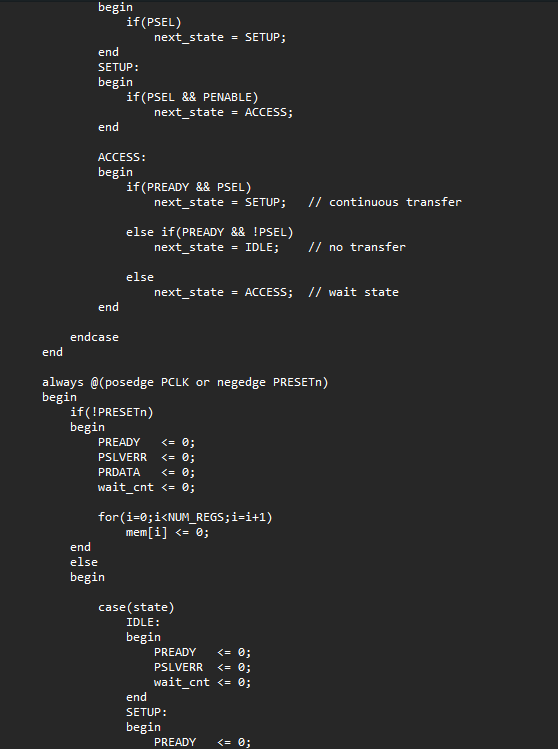 begin
if(PSEL)
next_state = SETUP;
end
SETUP:
begin
if(PSEL && PENABLE)
next_state = ACCESS;
end
ACCESS:
begin
if(PREADY && PSEL)
next_state = SETUP;   // continuous transfer
else if(PREADY && !PSEL)
next_state = IDLE;    // no transfer
else
next_state = ACCESS;  // wait state
end
endcase
end
always @(posedge PCLK or negedge PRESETn)
begin
if(!PRESETn)
begin
PREADY   <= 0;
PSLVERR  <= 0;
PRDATA   <= 0;
wait_cnt <= 0;
for(i=0;i<NUM_REGS;i=i+1)
mem[i] <= 0;
end
else
begin
case(state)
IDLE:
begin
PREADY   <= 0;
PSLVERR  <= 0;
wait_cnt <= 0;
end
SETUP:
begin
PREADY   <= 0;